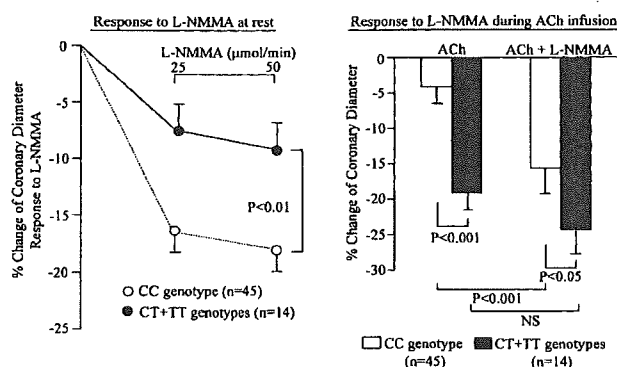 Response to L-NMMA at rest
L-NMMA (μmol/min)
25 50
0
-5
-10
-15
-20
-25
% Change of Coronary Diameter
Response to L-NMMA
P<0.01
CC genotype (n=45)
CT+TT genotypes (n=14)
Response to L-NMMA during ACh infusion
ACh ACh + L-NMMA
0
-5
-10
-15
-20
-25
-30
% Change of Coronary Diameter
P<0.001
P<0.05
P<0.001
NS
CC genotype CT+TT genotypes
(n=45) (n=14)